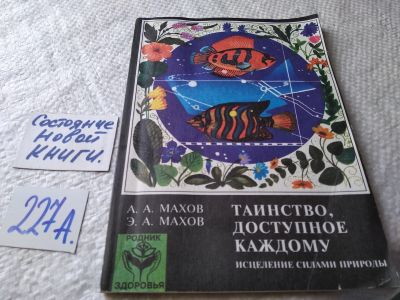 Состояние
новой
книги.
227А.
А. А. МАХОВ
Э. А. МАХОВ
ТАИНСТВО,
ДОСТУПНОЕ
КАЖДОМУ
ИСЦЕЛЕНИЕ СИЛАМИ ПРИРОДЫ
РОДНИК
ЗДОРОВЬЯ